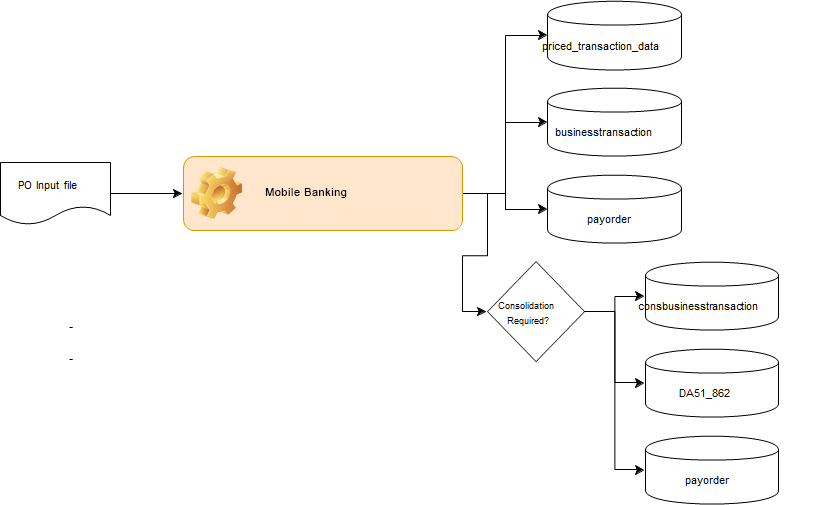 priced_transaction_data
businesstransaction
PO Input file
Mobile Banking
payorder
Consolidation
Required?
consbusinesstransaction
-
-
DA51_862
payorder